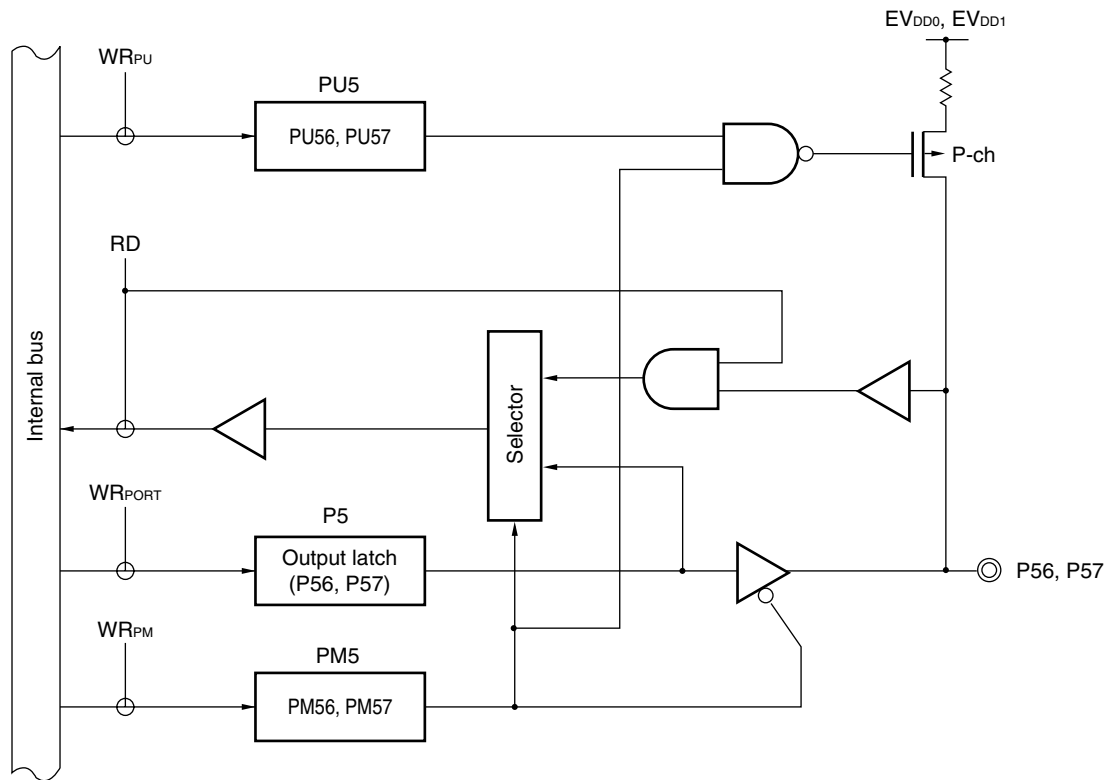 EVDD0, EVDD1
WRPU
PU5
PU56, PU57
P-ch
RD
Internal bus
Selector
WRPORT
P5
Output latch
(P56, P57)
P56, P57
WRPM
PM5
PM56, PM57